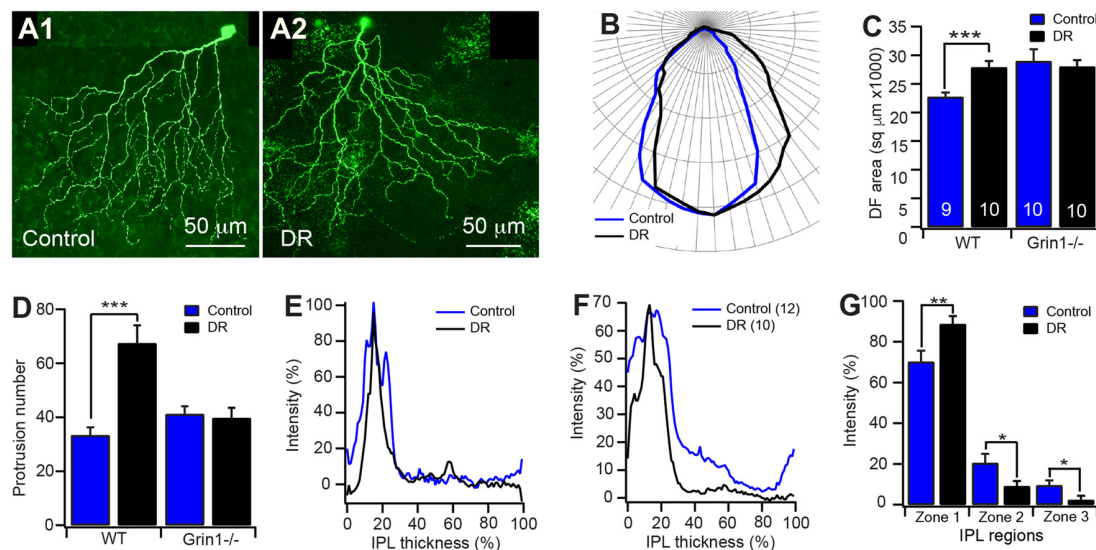 A1
Control
50 μm
A2
DR
50 μm
B
Control
DR
C
Control
DR
***
DF area (sq μm x1000)
35
30
25
20
15
10
5
0
9
10
10
10
WT
Grin1-/-
D
Control
DR
***
Protrusion number
80
60
40
20
0
WT
Grin1-/-
E
Control
DR
Intensity (%)
100
80
60
40
20
0
0
20
40
60
80
100
IPL thickness (%)
F
Control (12)
DR (10)
Intensity (%)
70
60
50
40
30
20
10
0
0
20
40
60
80
100
IPL thickness (%)
G
Control
DR
**
*
*
Intensity (%)
100
80
60
40
20
0
Zone 1
Zone 2
Zone 3
IPL regions